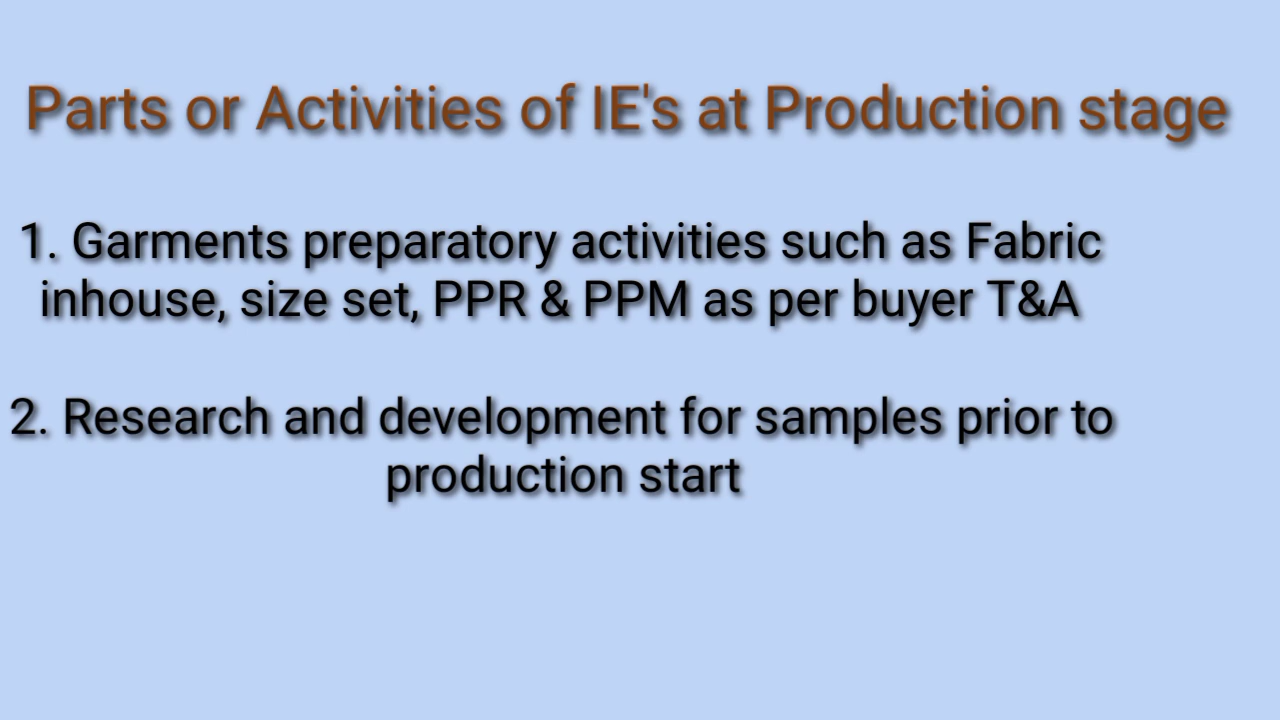 Parts or Activities of IE's at Production stage
1. Garments preparatory activities such as Fabric
inhouse, size set, PPR & PPM as per buyer T&A
2. Research and development for samples prior to
production start